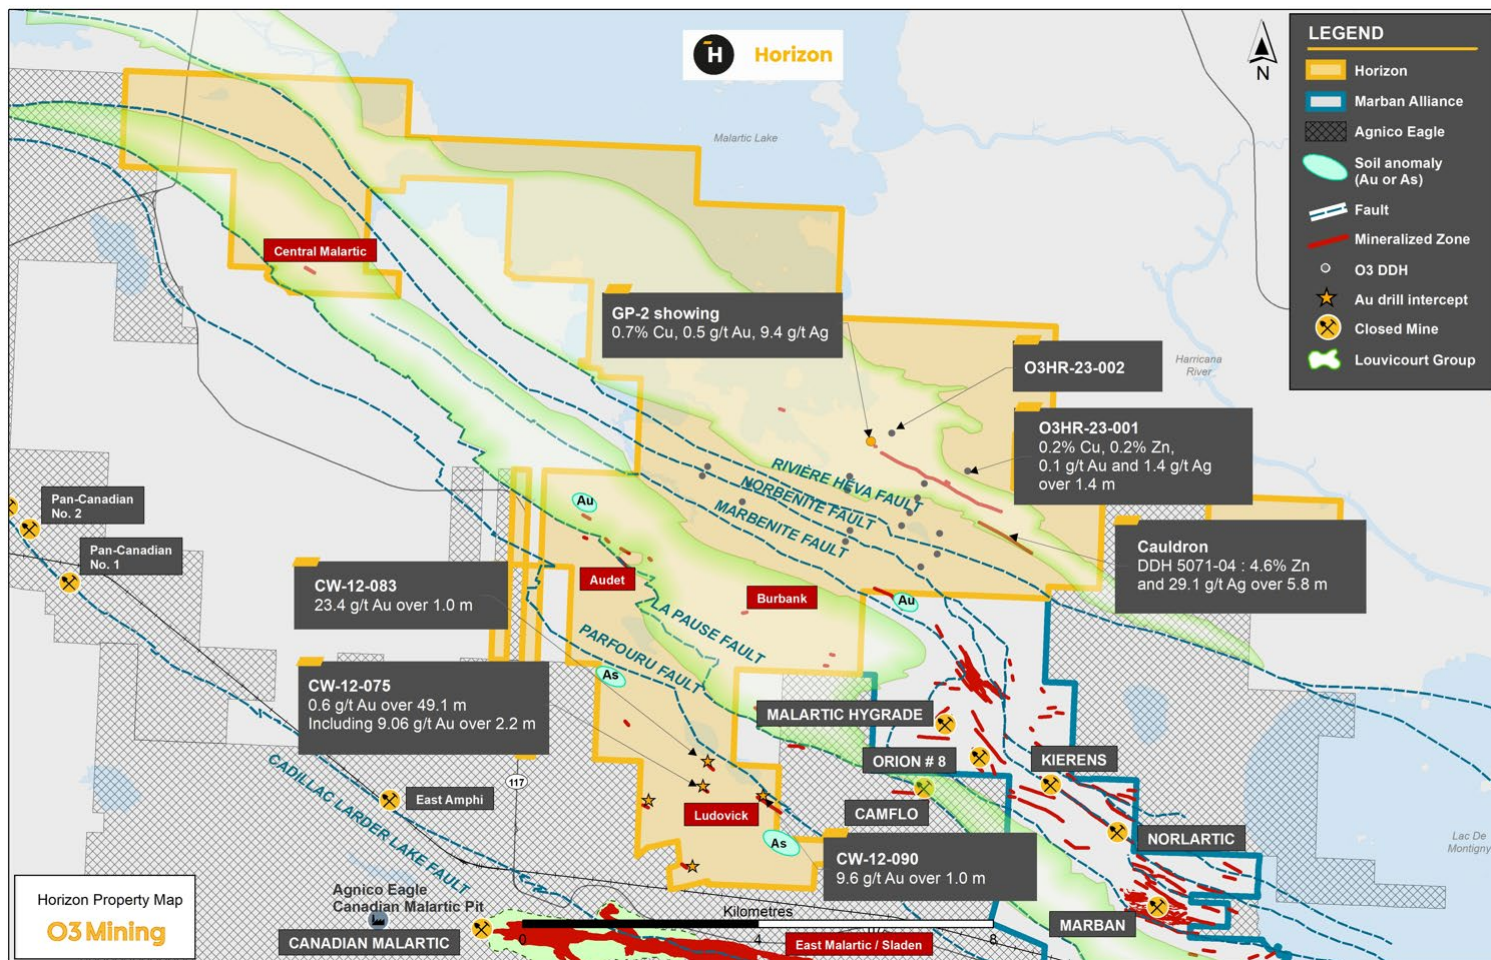 H Horizon
N
Malartic Lake
LEGEND
Horizon
Marban Alliance
Agnico Eagle
Soil anomaly
(Au or As)
Fault
Mineralized Zone
O3 DDH
Au drill intercept
Closed Mine
Louvicourt Group
Central Malartic
GP-2 showing
0.7% Cu, 0.5 g/t Au, 9.4 g/t Ag
Harricana
River
O3HR-23-002
O3HR-23-001
0.2% Cu, 0.2% Zn,
0.1 g/t Au and 1.4 g/t Ag
over 1.4 m
RIVIÈRE HÉVA FAULT
NORBENITE FAULT
MARBENITE FAULT
Pan-Canadian
No. 2
Pan-Canadian
No. 1
Au
Cauldron
DDH 5071-04 : 4.6% Zn
and 29.1 g/t Ag over 5.8 m
CW-12-083
23.4 g/t Au over 1.0 m
Audet
Burbank
Au
LA PAUSE FAULT
PARFOURU FAULT
As
CW-12-075
0.6 g/t Au over 49.1 m
Including 9.06 g/t Au over 2.2 m
MALARTIC HYGRADE
ORION # 8
KIERENS
CADILLAC LARDER LAKE FAULT
117
East Amphi
Ludovick
CAMFLO
NORLARTIC
Lac De
Montigny
As
CW-12-090
9.6 g/t Au over 1.0 m
Horizon Property Map
O3 Mining
Agnico Eagle
Canadian Malartic Pit
CANADIAN MALARTIC
Kilometres
0 4 8
East Malartic / Sladen
MARBAN